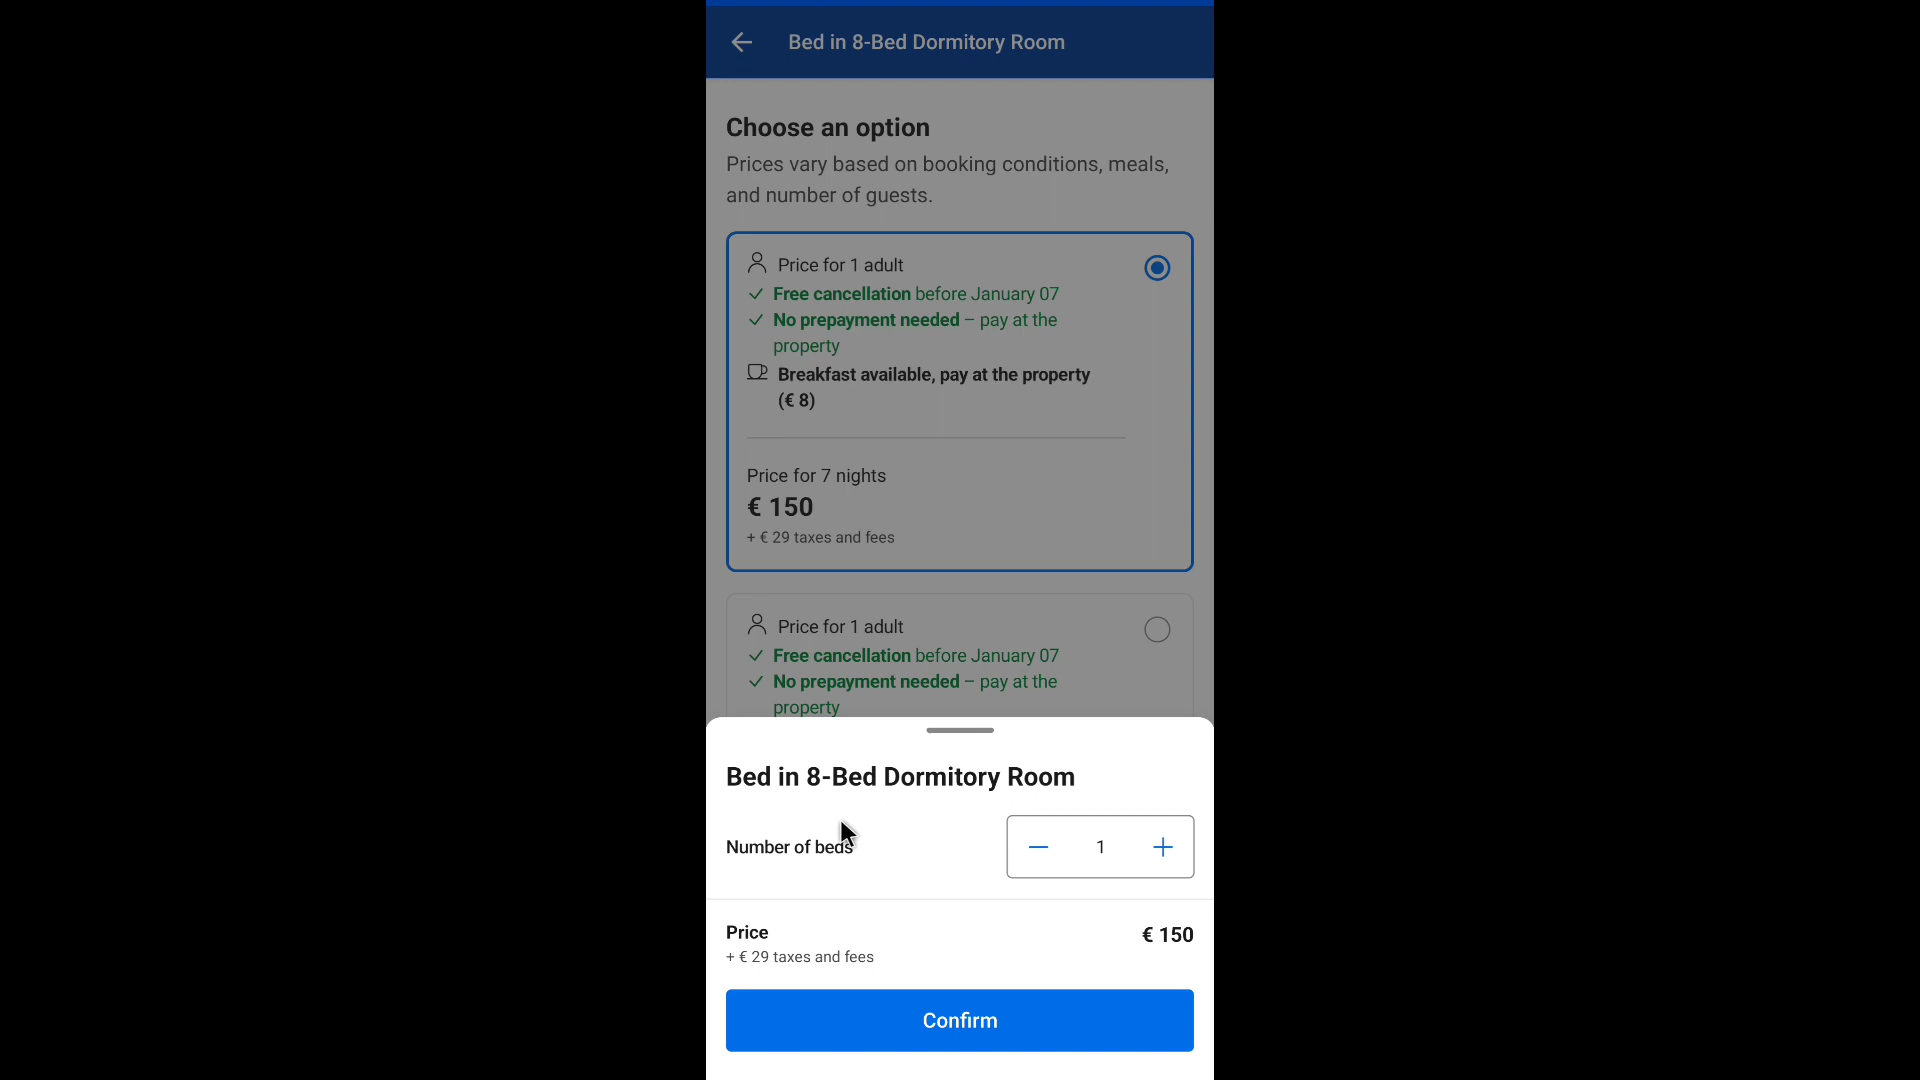 Bed in 8-Bed Dormitory Room
Choose an option
Prices vary based on booking conditions, meals,
and number of guests.
Price for 1 adult
Free cancellation before January 07
No prepayment needed – pay at the
property
Breakfast available, pay at the property
(€ 8)
Price for 7 nights
€ 150
+ € 29 taxes and fees
Price for 1 adult
Free cancellation before January 07
No prepayment needed – pay at the
property
Bed in 8-Bed Dormitory Room
Number of beds
1
Price
€ 150
+ € 29 taxes and fees
Confirm